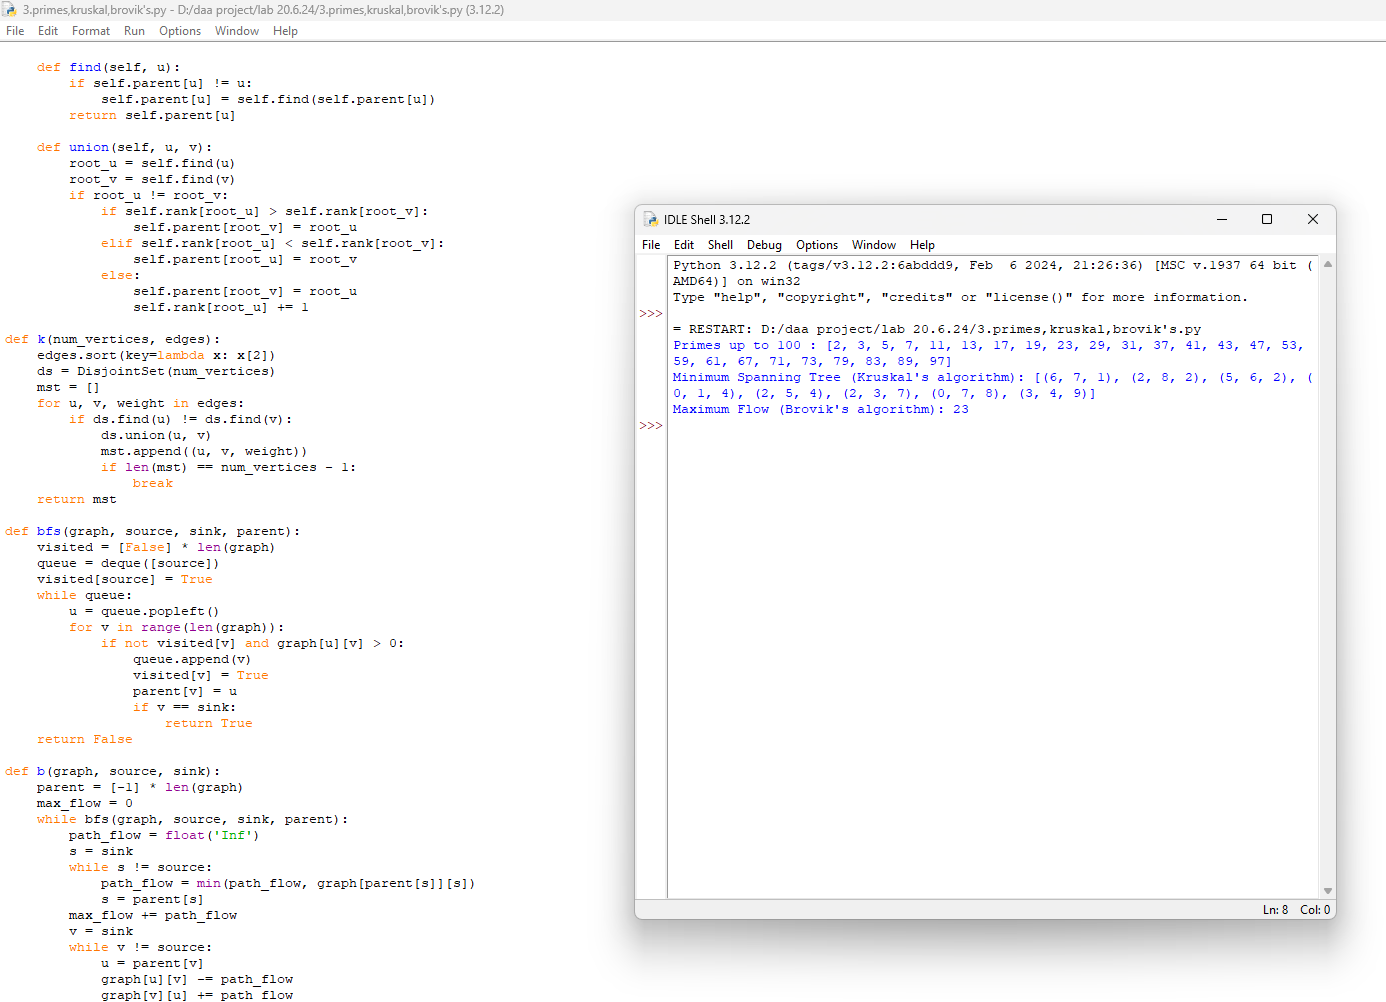 3.primes,kruskal,brovik's.py - D:/daa project/lab 20.6.24/3.primes,kruskal,brovik's.py (3.12.2)
File Edit Format Run Options Window Help
    def find(self, u):
        if self.parent[u] != u:
            self.parent[u] = self.find(self.parent[u])
        return self.parent[u]
    def union(self, u, v):
        root_u = self.find(u)
        root_v = self.find(v)
        if root_u != root_v:
            if self.rank[root_u] > self.rank[root_v]:
                self.parent[root_v] = root_u
            elif self.rank[root_u] < self.rank[root_v]:
                self.parent[root_u] = root_v
            else:
                self.parent[root_v] = root_u
                self.rank[root_u] += 1
def k(num_vertices, edges):
    edges.sort(key=lambda x: x[2])
    ds = DisjointSet(num_vertices)
    mst = []
    for u, v, weight in edges:
        if ds.find(u) != ds.find(v):
            ds.union(u, v)
            mst.append((u, v, weight))
            if len(mst) == num_vertices - 1:
                break
    return mst
def bfs(graph, source, sink, parent):
    visited = [False] * len(graph)
    queue = deque([source])
    visited[source] = True
    while queue:
        u = queue.popleft()
        for v in range(len(graph)):
            if not visited[v] and graph[u][v] > 0:
                queue.append(v)
                visited[v] = True
                parent[v] = u
                if v == sink:
                    return True
    return False
def b(graph, source, sink):
    parent = [-1] * len(graph)
    max_flow = 0
    while bfs(graph, source, sink, parent):
        path_flow = float('Inf')
        s = sink
        while s != source:
            path_flow = min(path_flow, graph[parent[s]][s])
            s = parent[s]
        max_flow += path_flow
        v = sink
        while v != source:
            u = parent[v]
            graph[u][v] -= path_flow
            graph[v][u] += path_flow
IDLE Shell 3.12.2
File Edit Shell Debug Options Window Help
Python 3.12.2 (tags/v3.12.2:6abddd9, Feb  6 2024, 21:26:36) [MSC v.1937 64 bit (
AMD64)] on win32
Type "help", "copyright", "credits" or "license()" for more information.
>>>
= RESTART: D:/daa project/lab 20.6.24/3.primes,kruskal,brovik's.py
Primes up to 100 : [2, 3, 5, 7, 11, 13, 17, 19, 23, 29, 31, 37, 41, 43, 47, 53,
59, 61, 67, 71, 73, 79, 83, 89, 97]
Minimum Spanning Tree (Kruskal's algorithm): [(6, 7, 1), (2, 8, 2), (5, 6, 2), (
0, 1, 4), (2, 5, 4), (2, 3, 7), (0, 7, 8), (3, 4, 9)]
Maximum Flow (Brovik's algorithm): 23
>>>
Ln: 8 Col: 0